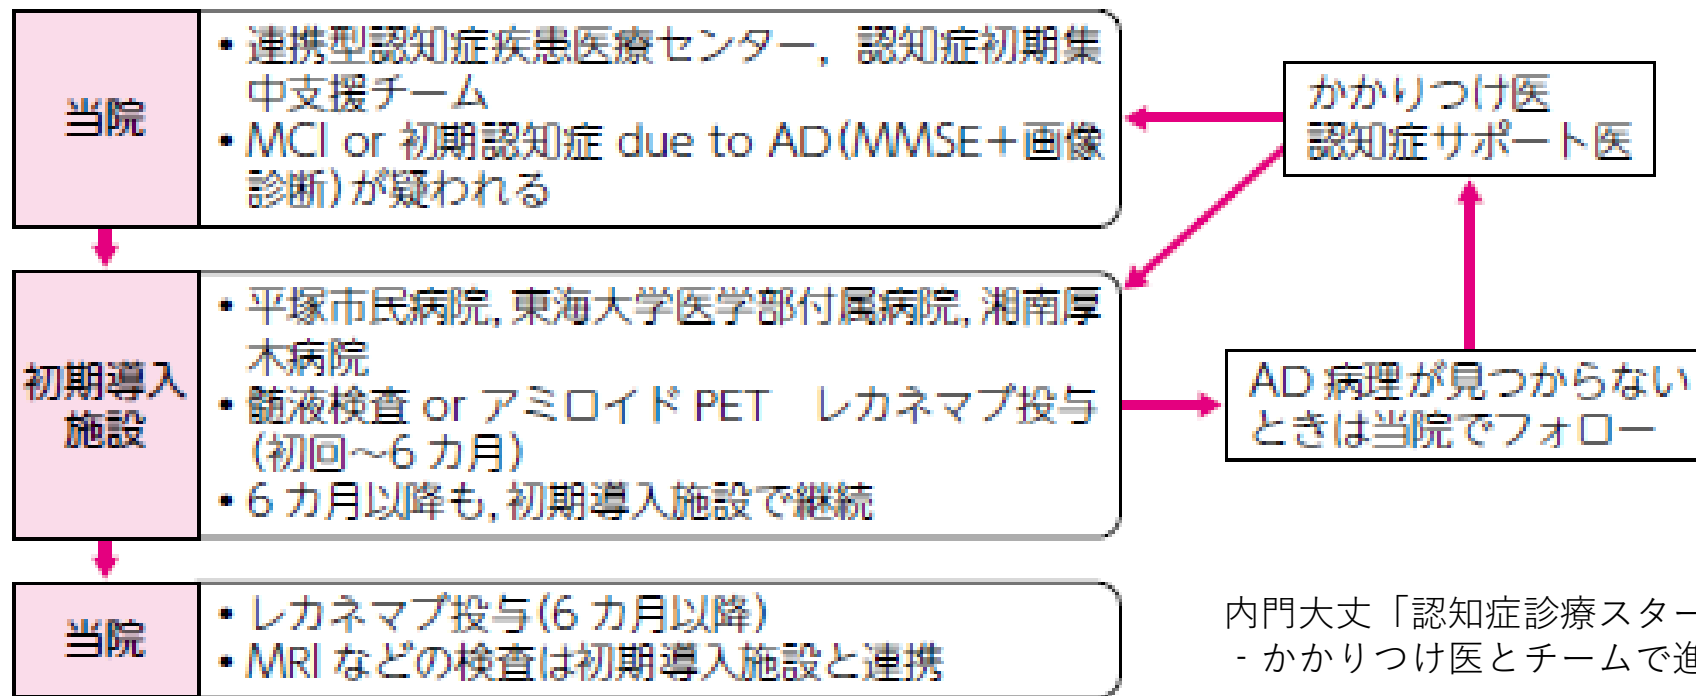 当院
• 連携型認知症疾患医療センター，認知症初期集
中支援チーム
• MCI or 初期認知症 due to AD(MMSE＋画像
診断)が疑われる
かかりつけ医
認知症サポート医
初期導入
施設
• 平塚市民病院，東海大学医学部付属病院，湘南厚
木病院
• 髄液検査 or アミロイド PET　レカネマブ投与
(初回～6 カ月)
• 6 カ月以降も，初期導入施設で継続
AD 病理が見つからない
ときは当院でフォロー
当院
• レカネマブ投与(6 カ月以降)
• MRI などの検査は初期導入施設と連携
内門大丈「認知症診療スター
- かかりつけ医とチームで進